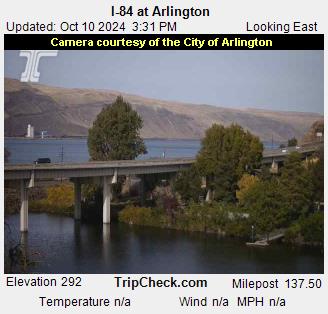 I-84 at Arlington
Updated: Oct 10 2024 3:31 PM Looking East
Camera courtesy of the City of Arlington
Elevation 292 TripCheck.com Milepost 137.50
Temperature n/a Wind n/a MPH n/a